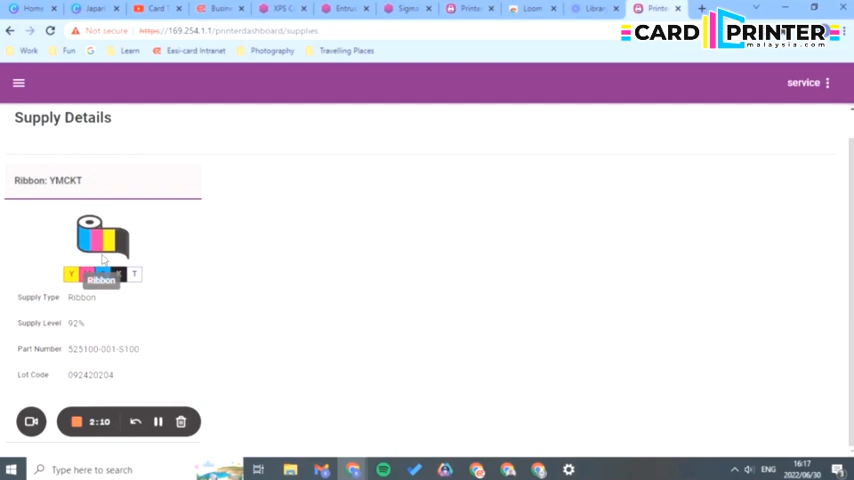 Home
Japari
Card
Busin
XPS C
Entrus
Sigma
Printe
Loom
Librar
Printe
Not secure https://169.254.1.1/printerdashboard/supplies
CARD PRINTER
malaysia.com
Work Fun Learn Easi-card Intranet Photography Travelling Places
service
Supply Details
Ribbon: YMCKT
Y K T
Ribbon
Supply Type Ribbon
Supply Level 92%
Part Number 525100-001-S100
Lot Code 092420204
2:10
Type here to search
ENG
16:17
2022/06/30